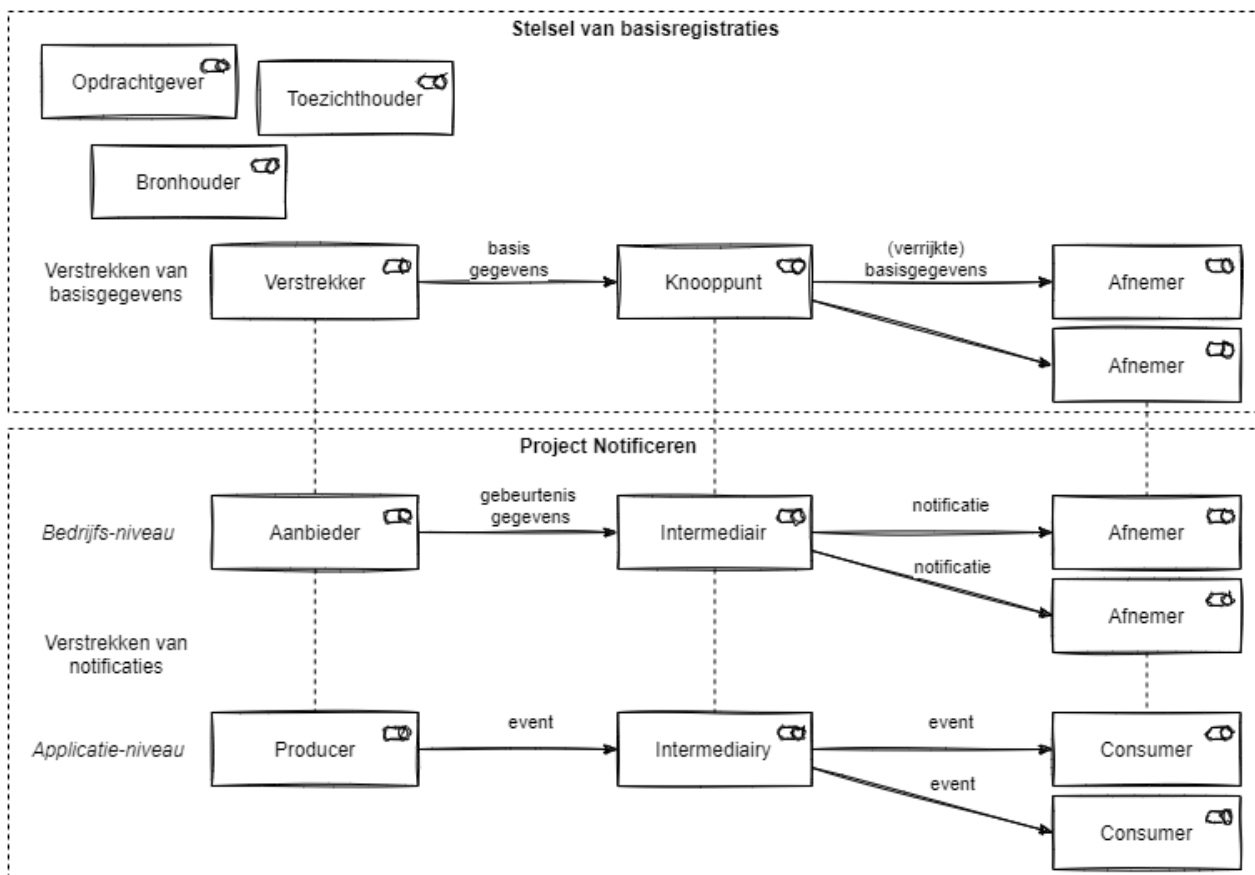 Stelsel van basisregistraties
Opdrachtgever
Toezichthouder
Bronhouder
Verstrekken van
basisgegevens
Verstrekker
basis
gegevens
Knooppunt
(verrijkte)
basisgegevens
Afnemer
Afnemer
Project Notificeren
Bedrijfs-niveau
Aanbieder
gebeurtenis
gegevens
Intermediair
notificatie
Afnemer
notificatie
Afnemer
Verstrekken van
notificaties
Applicatie-niveau
Producer
event
Intermediairy
event
Consumer
event
Consumer